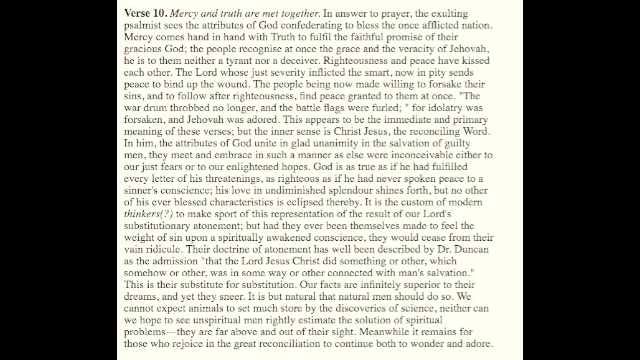 Verse 10. Mercy and truth are met together. In answer to prayer, the exulting
psalmist sees the attributes of God confederating to bless the once afflicted nation.
Mercy comes hand in hand with Truth to fulfil the faithful promise of their
gracious God; the people recognise at once the grace and the veracity of Jehovah,
he is to them neither a tyrant nor a deceiver. Righteousness and peace have kissed
each other. The Lord whose just severity inflicted the smart, now in pity sends
peace to bind up the wound. The people being now made willing to forsake their
sins, and to follow after righteousness, find peace granted to them at once. "The
war drum throbbed no longer, and the battle flags were furled; " for idolatry was
forsaken, and Jehovah was adored. This appears to be the immediate and primary
meaning of these verses; but the inner sense is Christ Jesus, the reconciling Word.
In him, the attributes of God unite in glad unanimity in the salvation of guilty
men, they meet and embrace in such a manner as else were inconceivable either to
our just fears or to our enlightened hopes. God is as true as if he had fulfilled
every letter of his threatenings, as righteous as if he had never spoken peace to a
sinner's conscience; his love in undiminished splendour shines forth, but no other
of his ever blessed characteristics is eclipsed thereby. It is the custom of modern
thinkers(?) to make sport of this representation of the result of our Lord's
substitutionary atonement; but had they ever been themselves made to feel the
weight of sin upon a spiritually awakened conscience, they would cease from their
vain ridicule. Their doctrine of atonement has well been described by Dr. Duncan
as the admission "that the Lord Jesus Christ did something or other, which
somehow or other, was in some way or other connected with man's salvation."
This is their substitute for substitution. Our facts are infinitely superior to their
dreams, and yet they sneer. It is but natural that natural men should do so. We
cannot expect animals to set much store by the discoveries of science, neither can
we hope to see unspiritual men rightly estimate the solution of spiritual
problems—they are far above and out of their sight. Meanwhile it remains for
those who rejoice in the great reconciliation to continue both to wonder and adore.